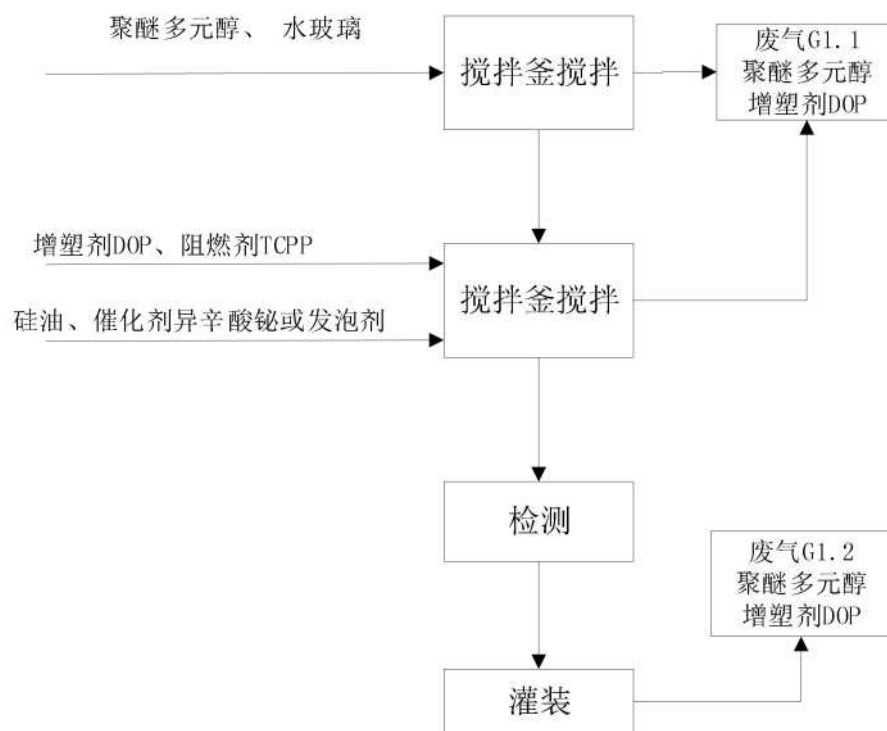 聚醚多元醇、 水玻璃
搅拌釜搅拌
废气G1.1
聚醚多元醇
增塑剂DOP
增塑剂DOP、阻燃剂TCPP
硅油、催化剂异辛酸铋或发泡剂
搅拌釜搅拌
检测
废气G1.2
聚醚多元醇
增塑剂DOP
灌装